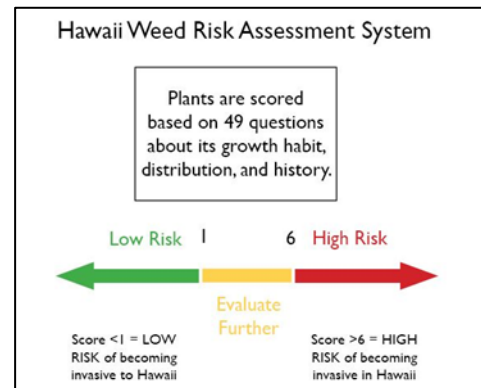 Hawaii Weed Risk Assessment System
Plants are scored
based on 49 questions
about its growth habit,
distribution, and history.
Low Risk 1 6 High Risk
Evaluate
Further
Score <1 = LOW
RISK of becoming
invasive to Hawaii
Score >6 = HIGH
RISK of becoming
invasive in Hawaii